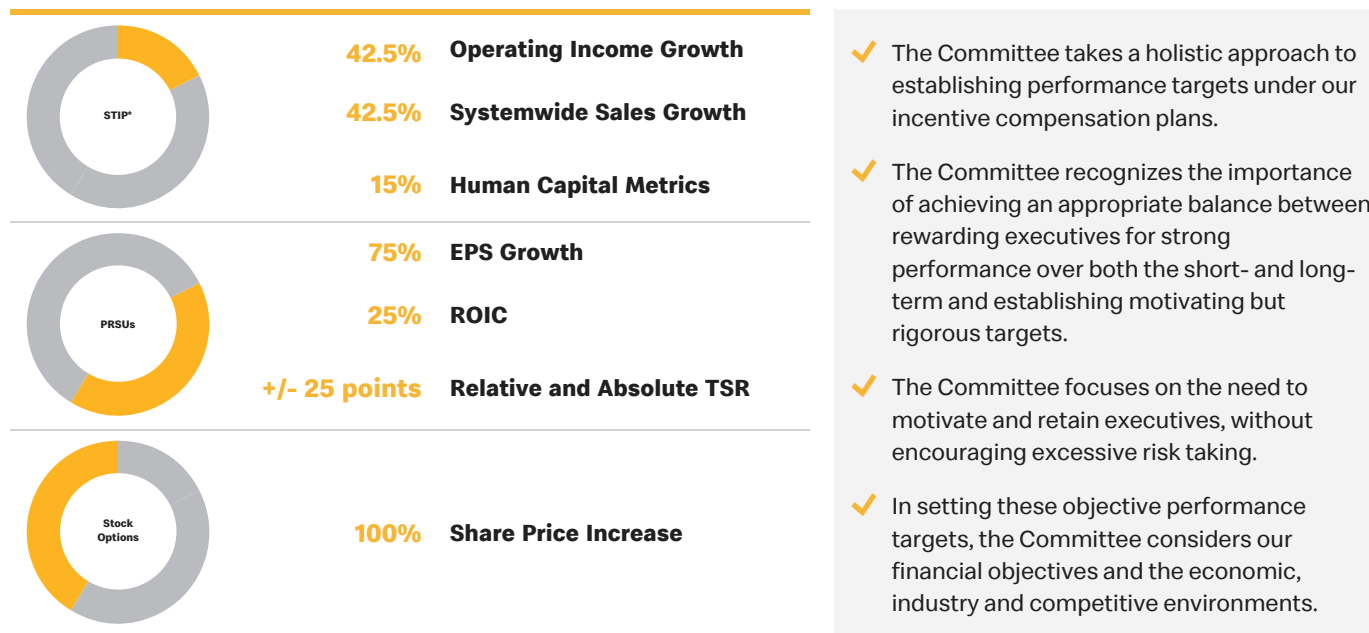 STIP*
42.5% Operating Income Growth
42.5% Systemwide Sales Growth
15% Human Capital Metrics
PRSUs
75% EPS Growth
25% ROIC
+/- 25 points Relative and Absolute TSR
Stock
Options
100% Share Price Increase
The Committee takes a holistic approach to
establishing performance targets under our
incentive compensation plans.
The Committee recognizes the importance
of achieving an appropriate balance between
rewarding executives for strong
performance over both the short- and long-
term and establishing motivating but
rigorous targets.
The Committee focuses on the need to
motivate and retain executives, without
encouraging excessive risk taking.
In setting these objective performance
targets, the Committee considers our
financial objectives and the economic,
industry and competitive environments.